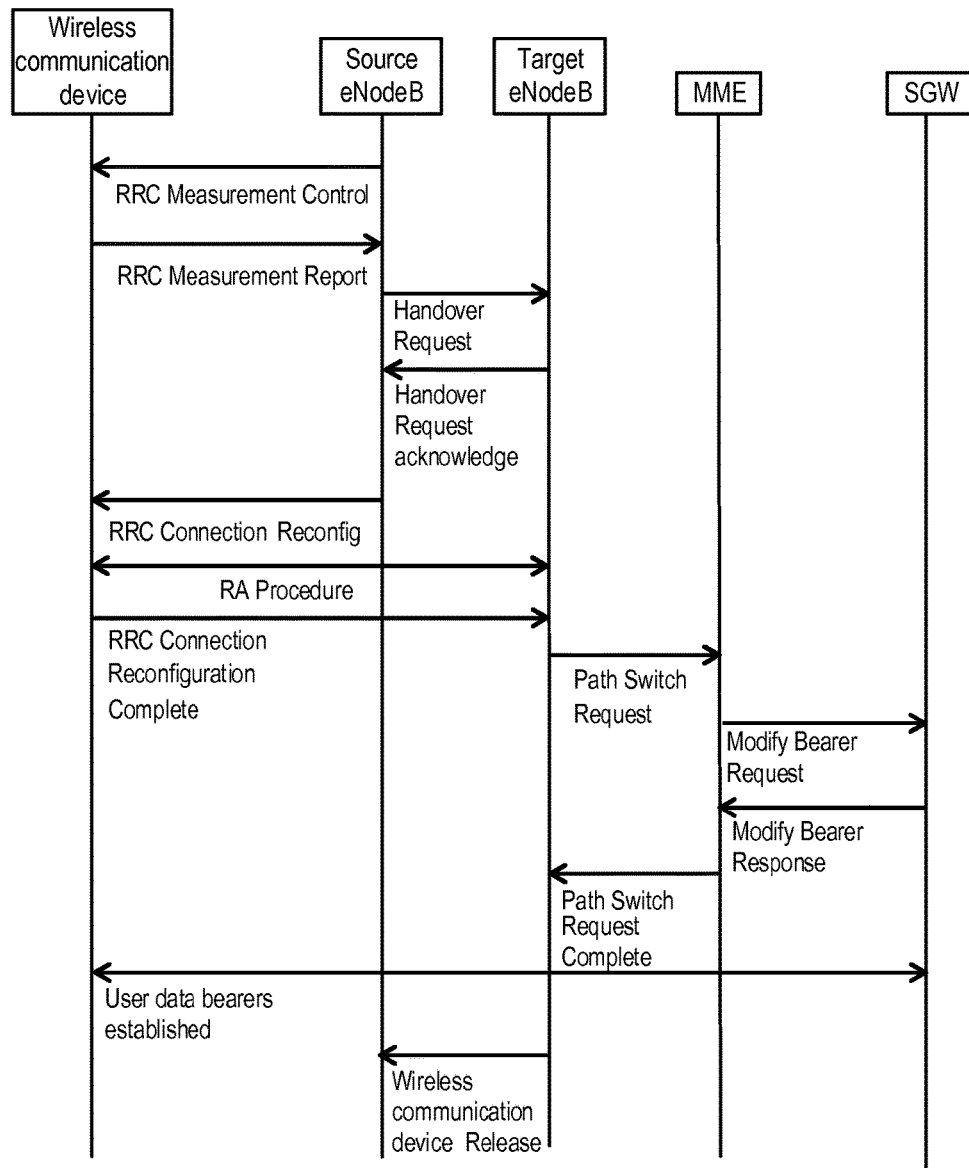 Wireless
communication
device
Source
eNodeB
Target
eNodeB
MME
SGW
RRC Measurement Control
RRC Measurement Report
Handover
Request
Handover
Request
acknowledge
RRC Connection Reconfig
RA Procedure
RRC Connection
Reconfiguration
Complete
Path Switch
Request
Modify Bearer
Request
Modify Bearer
Response
Path Switch
Request
Complete
User data bearers
established
Wireless
communication
device Release